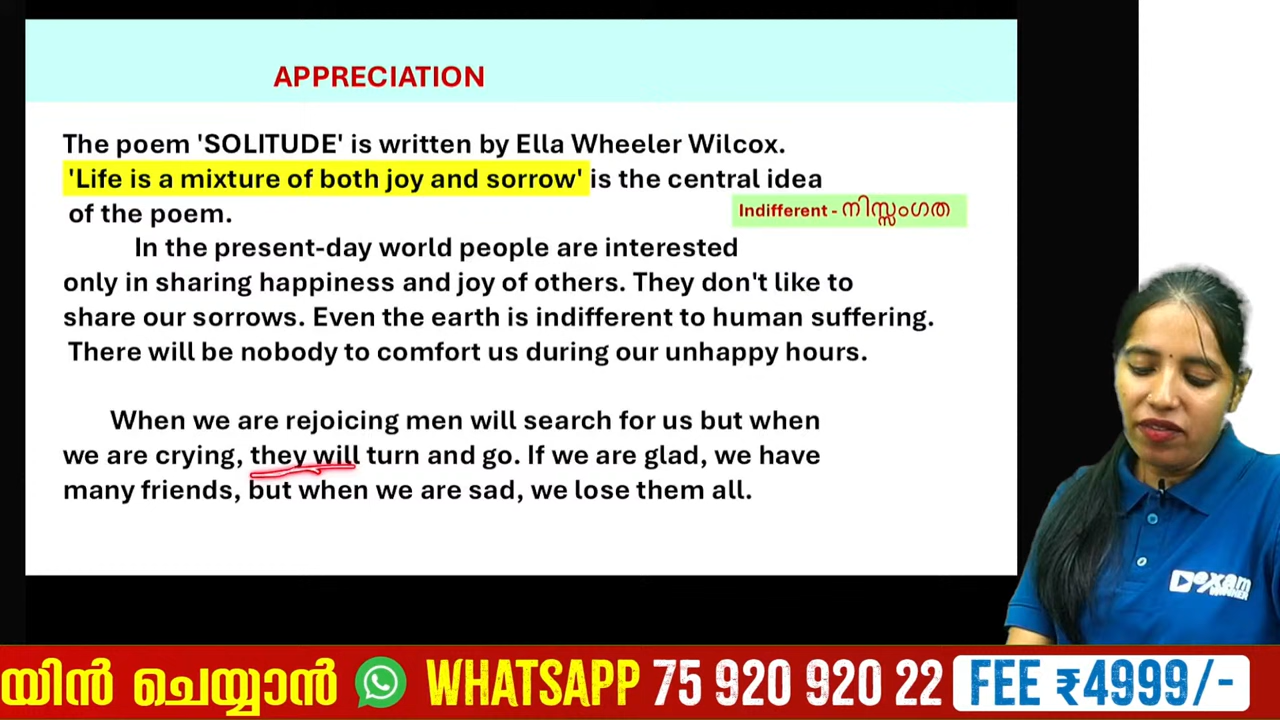 APPRECIATION
The poem 'SOLITUDE' is written by Ella Wheeler Wilcox.
'Life is a mixture of both joy and sorrow' is the central idea
of the poem.
Indifferent - നിസ്സംഗത
In the present-day world people are interested
only in sharing happiness and joy of others. They don't like to
share our sorrows. Even the earth is indifferent to human suffering.
There will be nobody to comfort us during our unhappy hours.
When we are rejoicing men will search for us but when
we are crying, they will turn and go. If we are glad, we have
many friends, but when we are sad, we lose them all.
exam
WINNER
യിൻ ചെയ്യാൻ WHATSAPP 75 920 920 22 FEE ₹4999/-